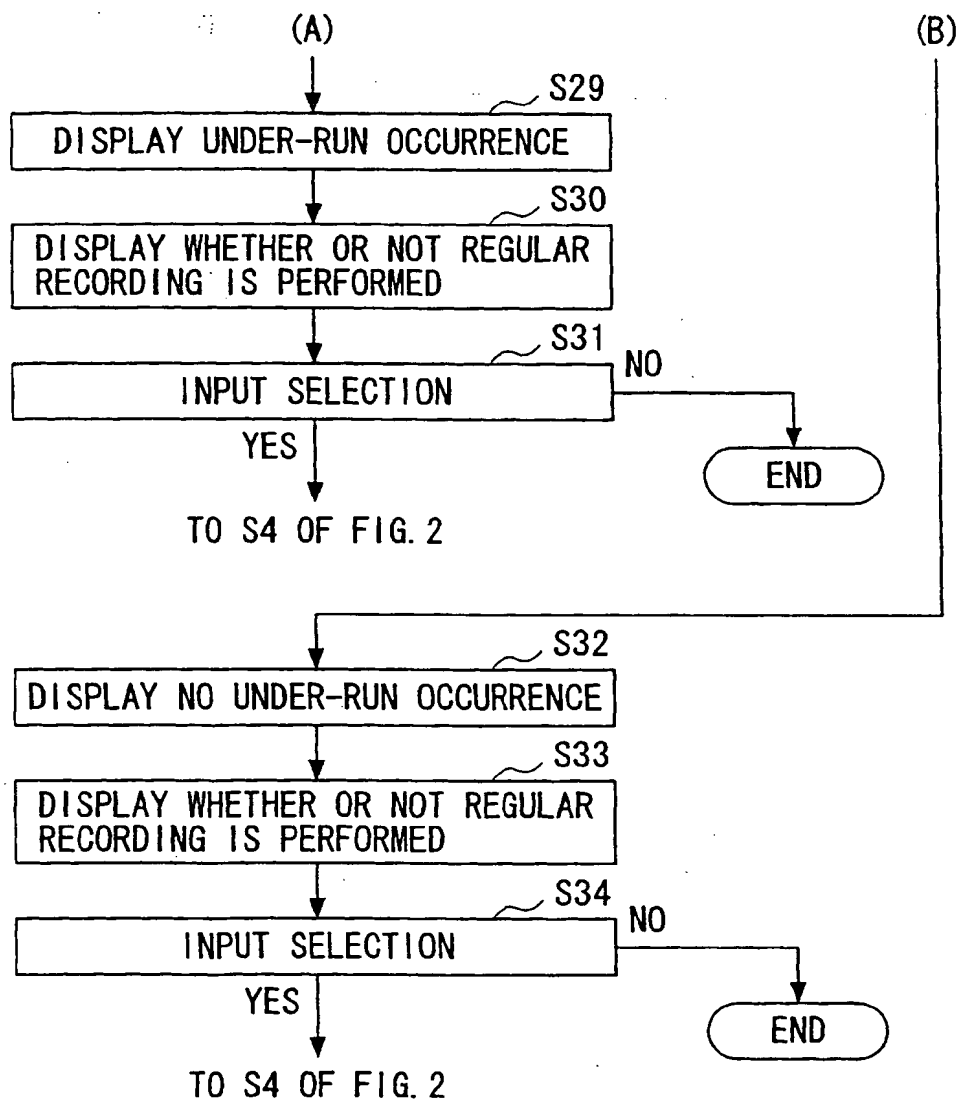 (A)
(B)
S29
DISPLAY UNDER-RUN OCCURRENCE
S30
DISPLAY WHETHER OR NOT REGULAR
RECORDING IS PERFORMED
S31
INPUT SELECTION
NO
YES
END
TO S4 OF FIG. 2
S32
DISPLAY NO UNDER-RUN OCCURRENCE
S33
DISPLAY WHETHER OR NOT REGULAR
RECORDING IS PERFORMED
S34
INPUT SELECTION
NO
YES
END
TO S4 OF FIG. 2